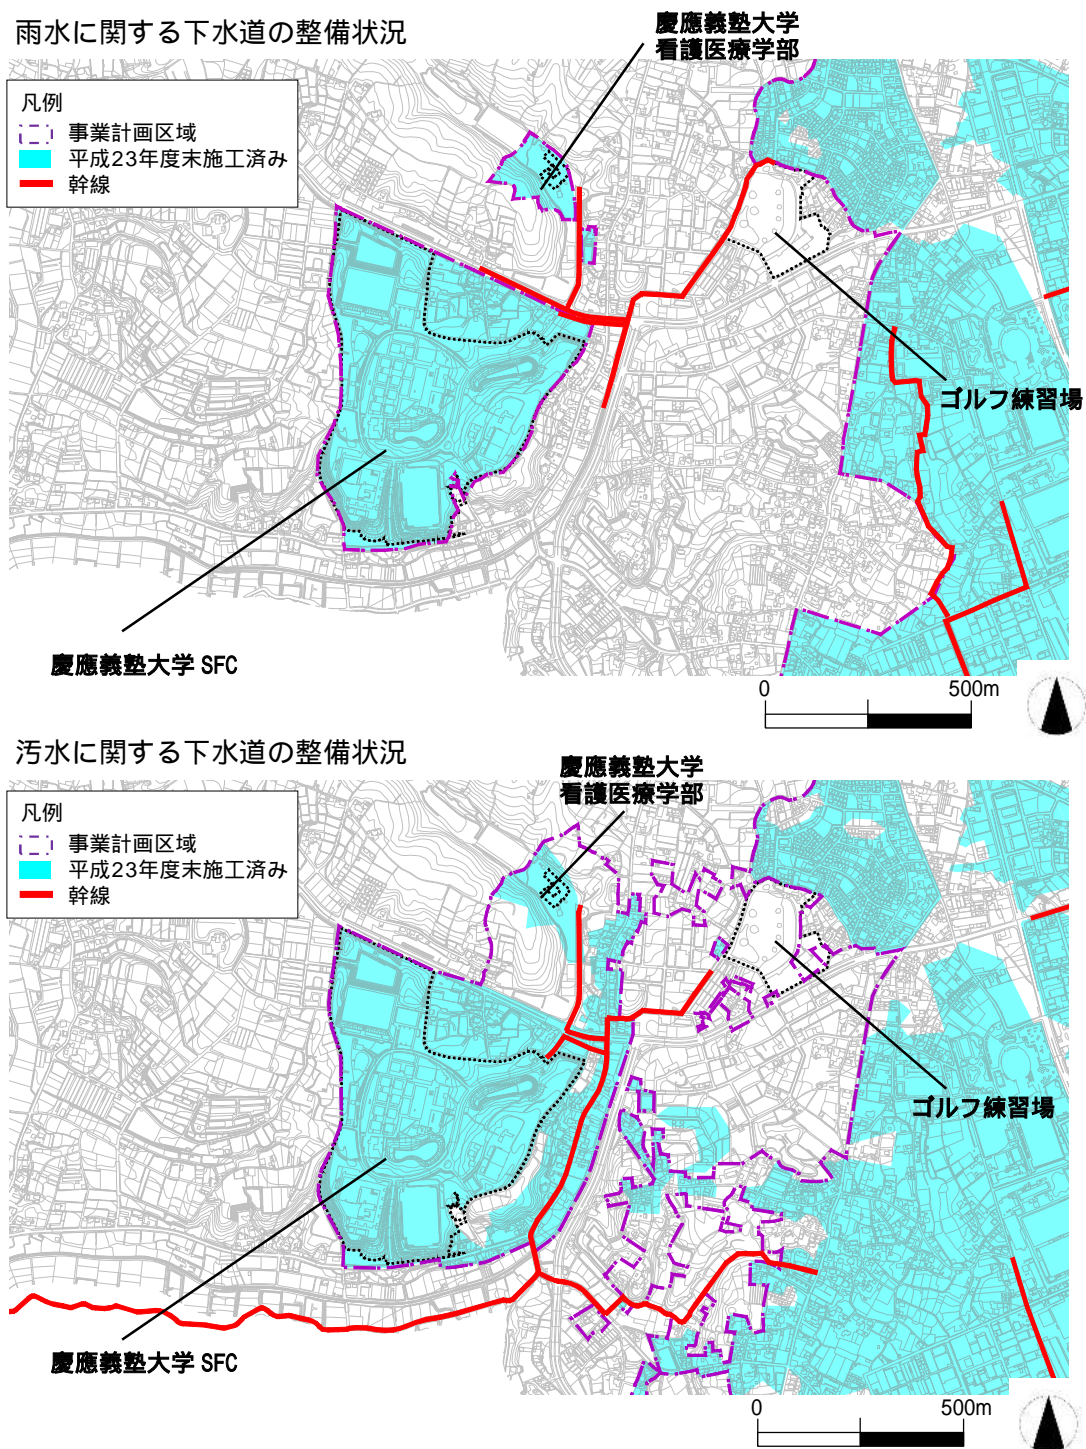 雨水に関する下水道の整備状況
慶應義塾大学
看護医療学部
凡例
事業計画区域
平成23年度末施工済み
幹線
ゴルフ練習場
慶應義塾大学 SFC
0 500m
汚水に関する下水道の整備状況
慶應義塾大学
看護医療学部
凡例
事業計画区域
平成23年度末施工済み
幹線
ゴルフ練習場
慶應義塾大学 SFC
0 500m